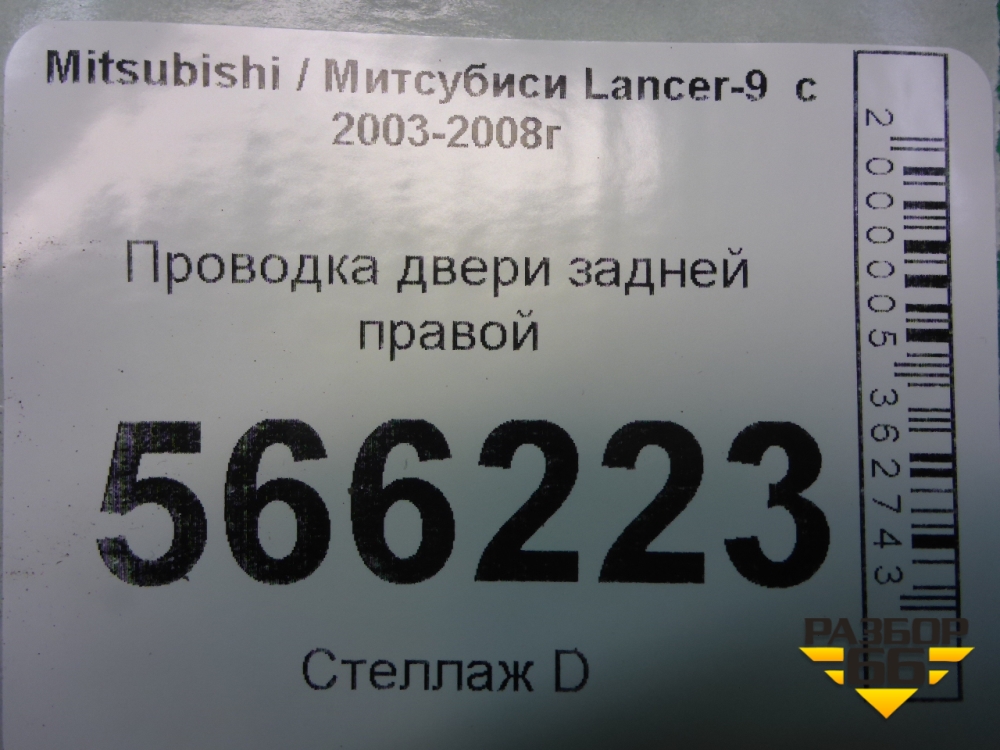 Mitsubishi / Митсубиси Lancer-9 с
2003-2008г
Проводка двери задней
правой
566223
Стеллаж D
2000005362743
РАЗБОР
66